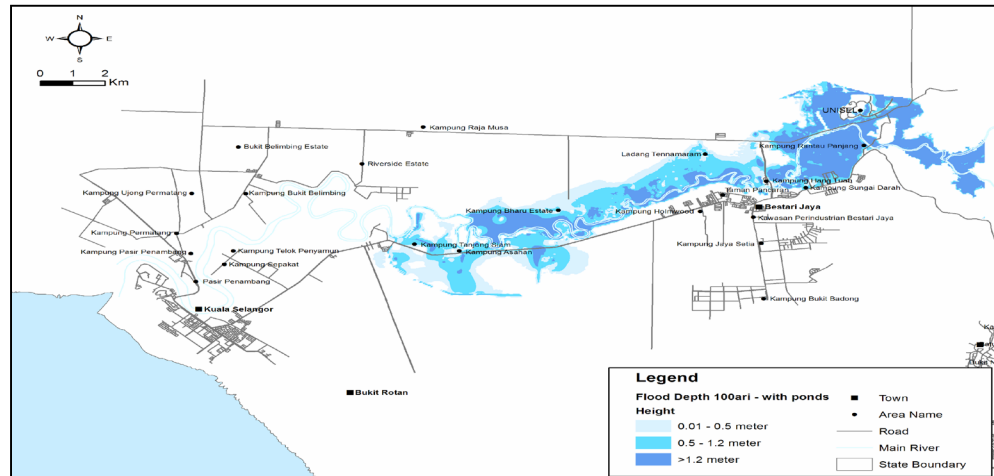 N
W E
S
0 1 2
Km
UNISEL
Kampung Raja Musa
Bukit Belimbing Estate
Kampung Rantau Panjang
Ladang Tennamaram
Riverside Estate
Kampung Hang Tuah
Kampung Ujong Permatang
Kampung Bukit Belimbing
Kampung Sungai Darah
Taman Pancaran
Bestari Jaya
Kampung Bharu Estate
Kampung Holmwood
Kawasan Perindustrian Bestari Jaya
Permatang
Kampung Tanjung Siam
Kampung Jaya Setia
Kampung Pasir Penambang
Kampung Telok Penyamun
Kampung Asahan
Kampung Sepakat
Pasir Penambang
Kampung Bukit Badong
Kuala Selangor
Bukit Rotan
Legend
Flood Depth 100ari - with ponds
Height
0.01 - 0.5 meter
0.5 - 1.2 meter
>1.2 meter
Town
Area Name
Road
Main River
State Boundary